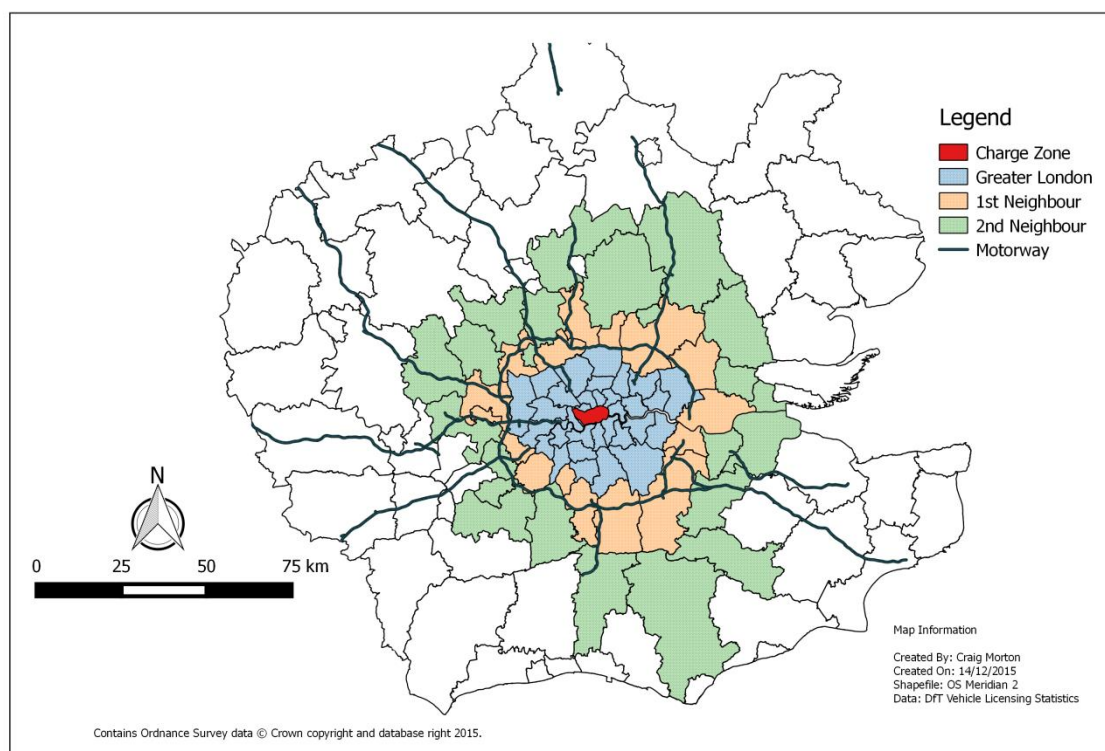 Legend
Charge Zone
Greater London
1st Neighbour
2nd Neighbour
Motorway
N
0 25 50 75 km
Map Information
Created By: Craig Morton
Created On: 14/12/2015
Shapefile: OS Meridian 2
Data: DfT Vehicle Licensing Statistics
Contains Ordnance Survey data © Crown copyright and database right 2015.